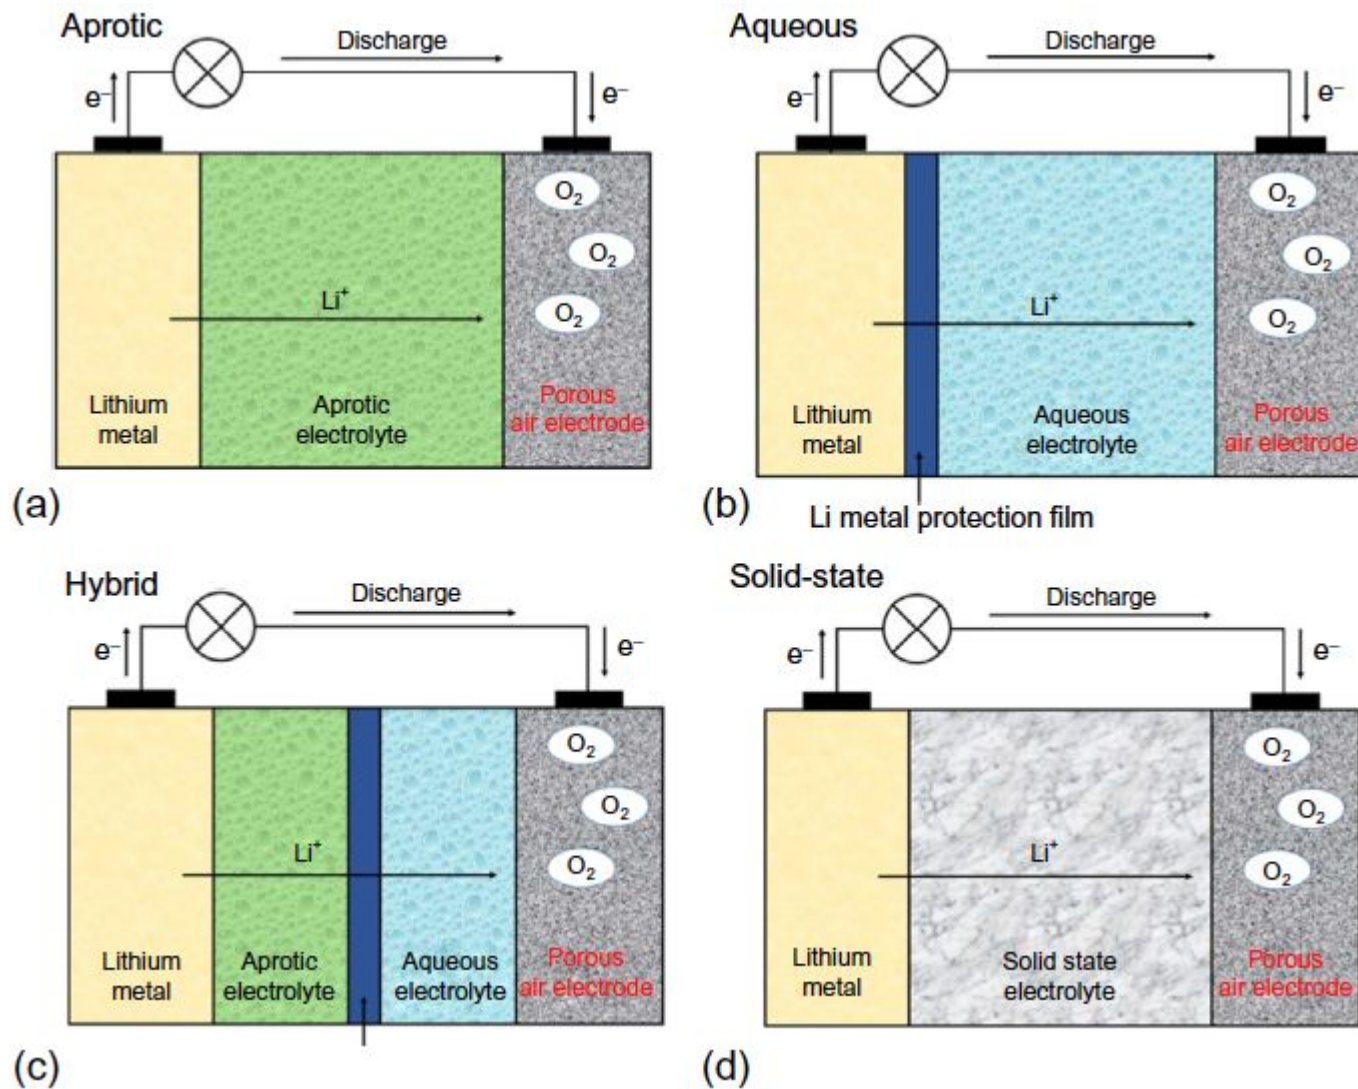 Aprotic
Discharge
e⁻
e⁻
O₂
O₂
O₂
Li⁺
Lithium
metal
Aprotic
electrolyte
Porous
air electrode
(a)
Aqueous
Discharge
e⁻
e⁻
O₂
O₂
O₂
Li⁺
Lithium
metal
Aqueous
electrolyte
Porous
air electrode
(b)
Li metal protection film
Hybrid
Discharge
e⁻
e⁻
O₂
O₂
O₂
Li⁺
Lithium
metal
Aprotic
electrolyte
Aqueous
electrolyte
Porous
air electrode
(c)
Solid-state
Discharge
e⁻
e⁻
O₂
O₂
O₂
Li⁺
Lithium
metal
Solid state
electrolyte
Porous
air electrode
(d)